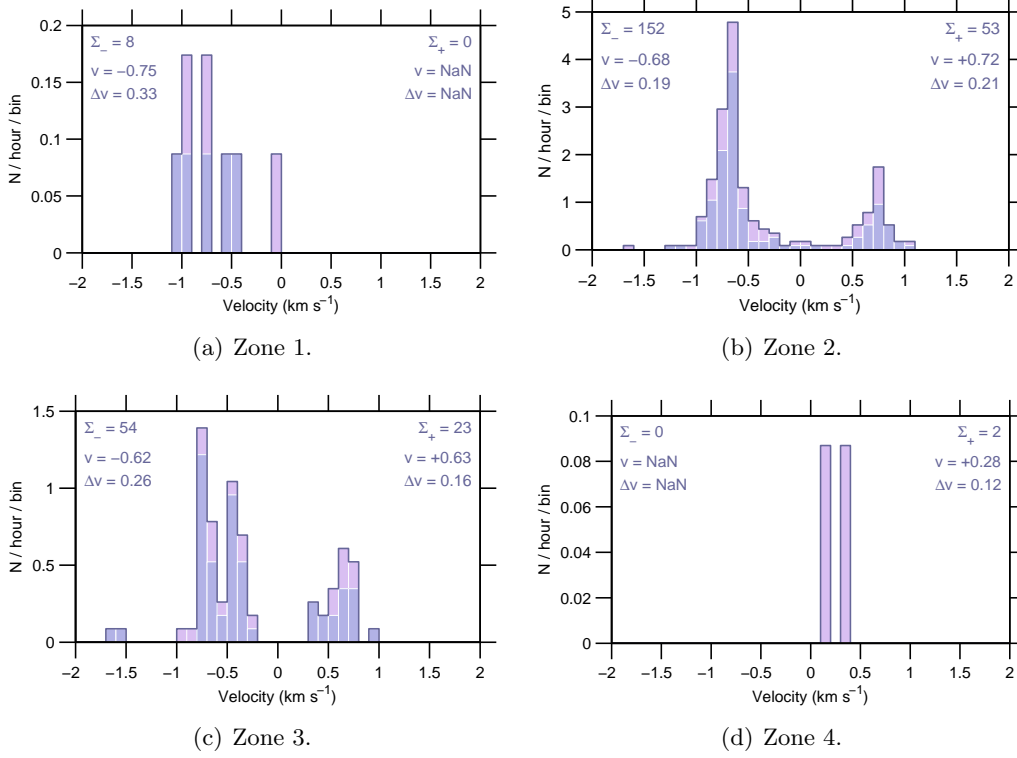 0.2
0.15
0.1
0.05
0
N / hour / bin
Σ− = 8
v = −0.75
Δv = 0.33
Σ+ = 0
v = NaN
Δv = NaN
−2 −1.5 −1 −0.5 0 0.5 1 1.5 2
Velocity (km s−1)
(a) Zone 1.
5
4
3
2
1
0
N / hour / bin
Σ− = 152
v = −0.68
Δv = 0.19
Σ+ = 53
v = +0.72
Δv = 0.21
−2 −1.5 −1 −0.5 0 0.5 1 1.5 2
Velocity (km s−1)
(b) Zone 2.
1.5
1
0.5
0
N / hour / bin
Σ− = 54
v = −0.62
Δv = 0.26
Σ+ = 23
v = +0.63
Δv = 0.16
−2 −1.5 −1 −0.5 0 0.5 1 1.5 2
Velocity (km s−1)
(c) Zone 3.
0.1
0.08
0.06
0.04
0.02
0
N / hour / bin
Σ− = 0
v = NaN
Δv = NaN
Σ+ = 2
v = +0.28
Δv = 0.12
−2 −1.5 −1 −0.5 0 0.5 1 1.5 2
Velocity (km s−1)
(d) Zone 4.